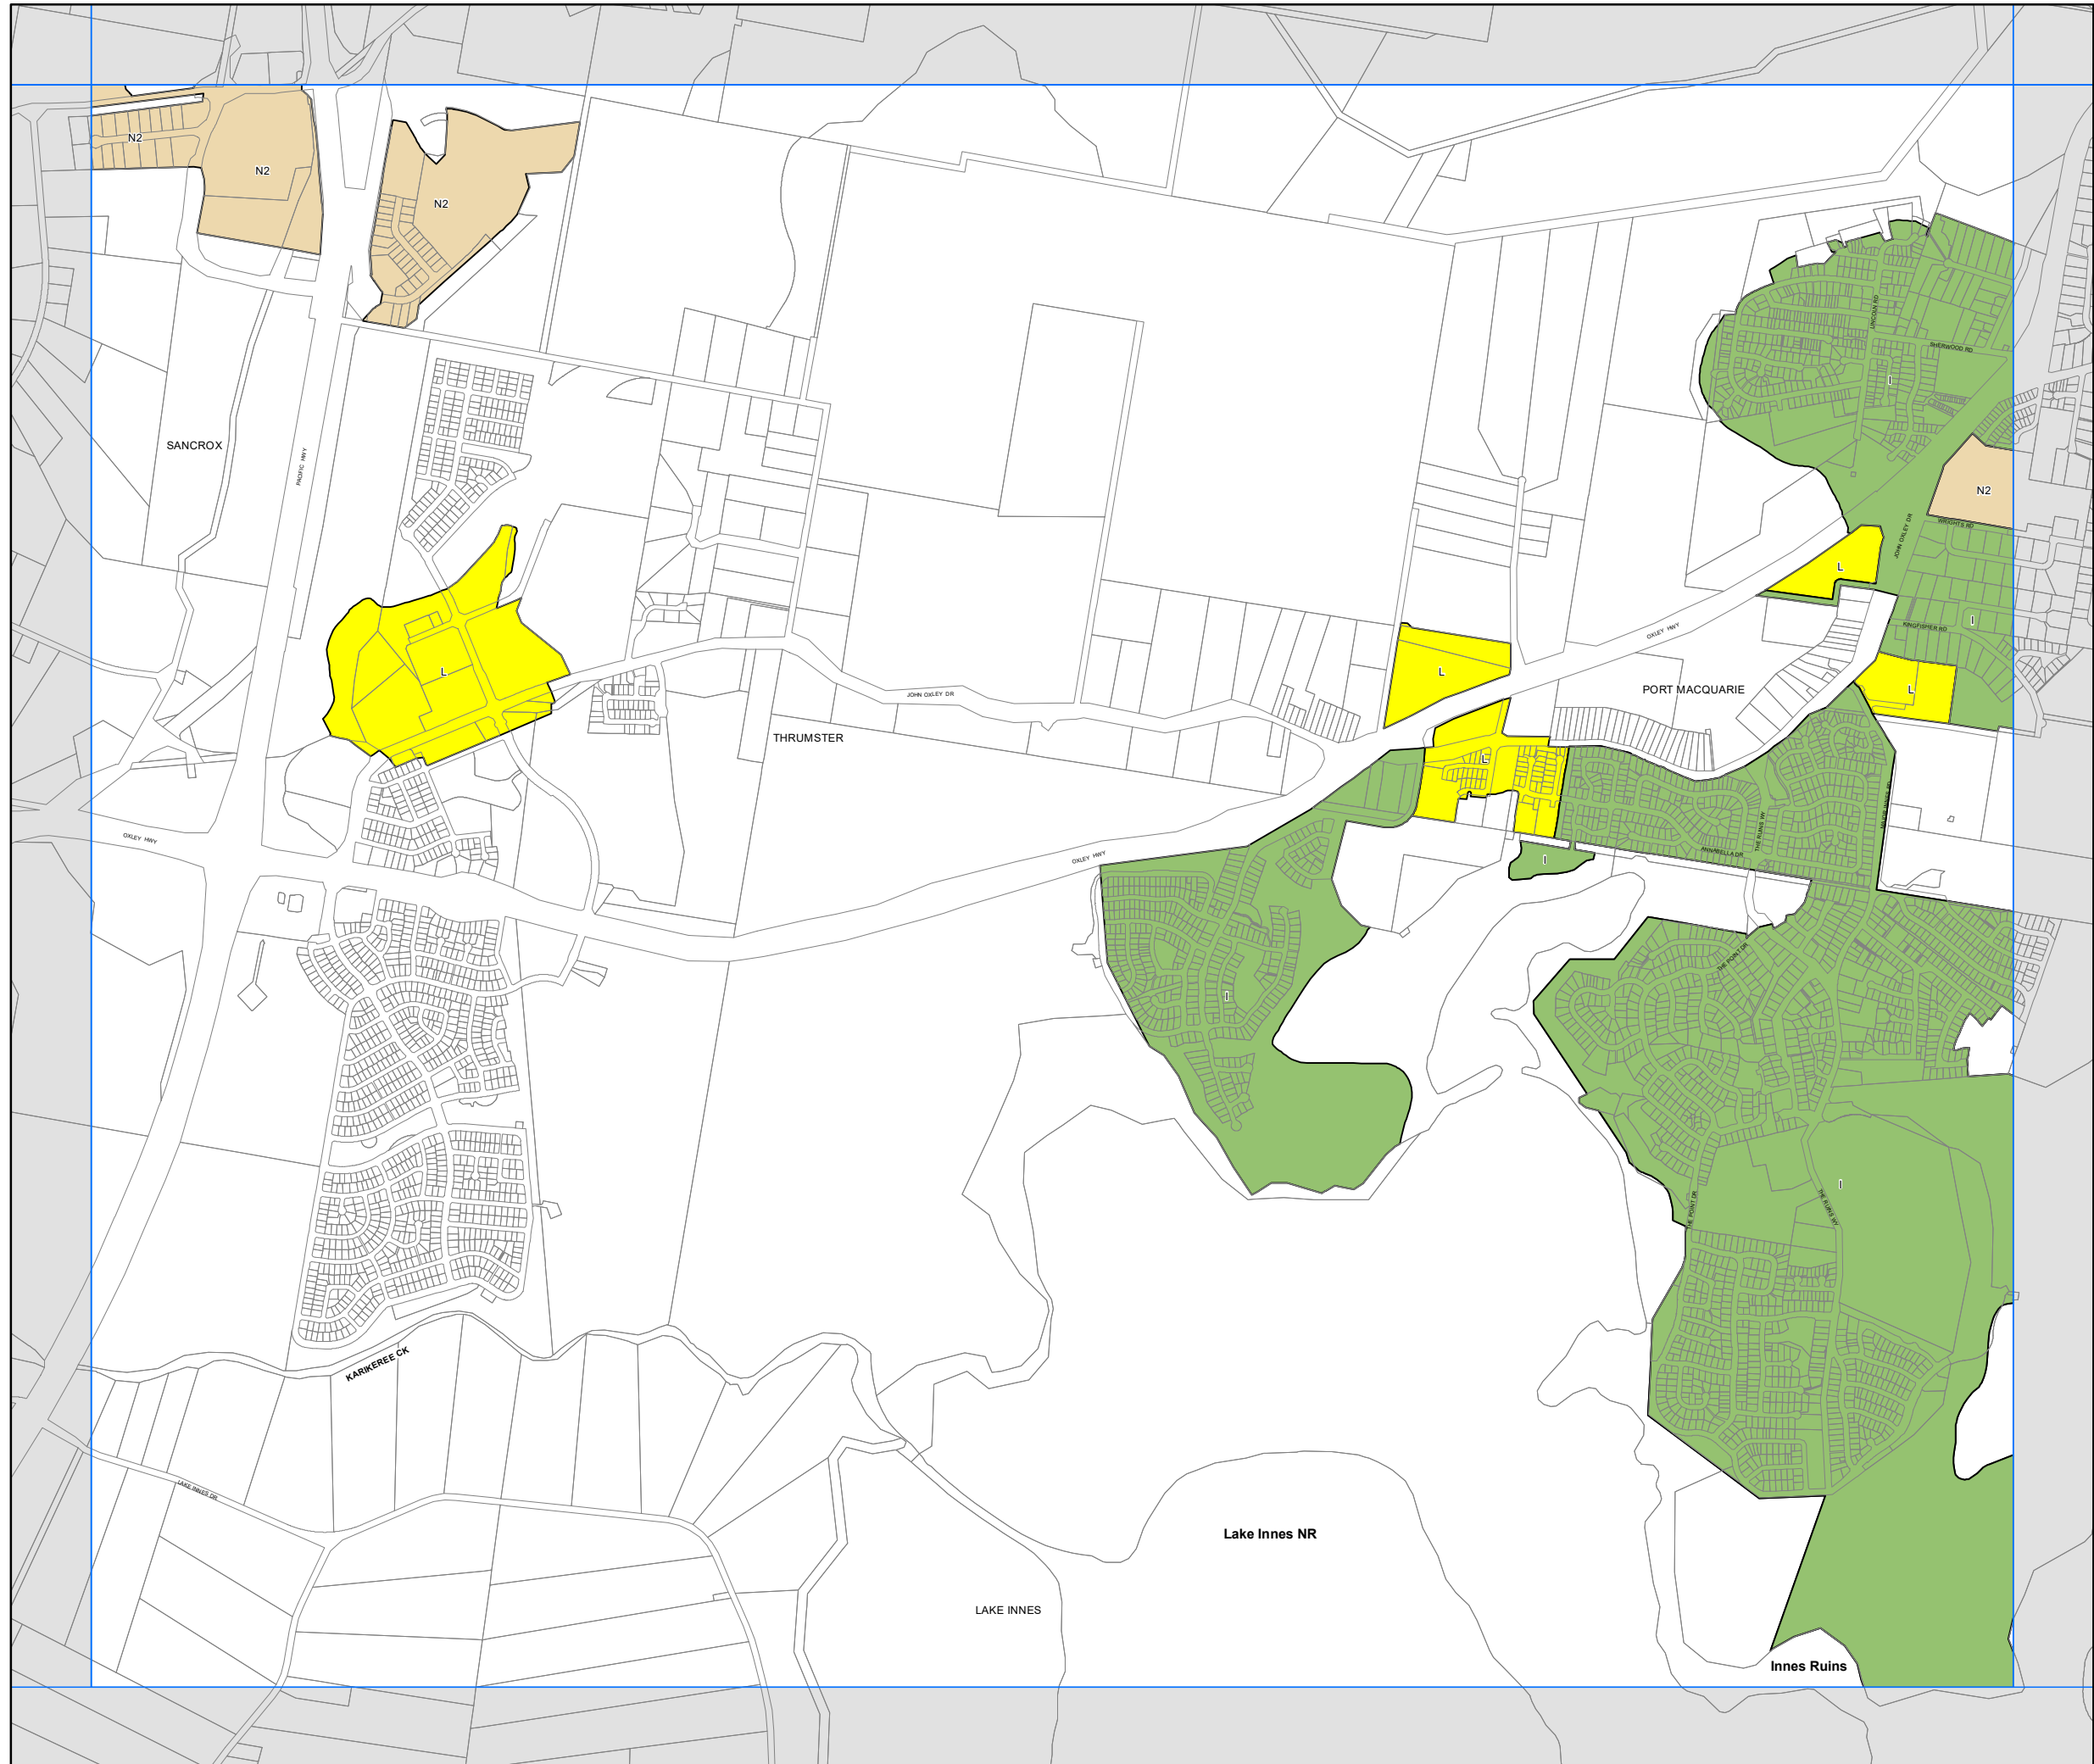 N2
N2
N2
LINCOLN RD
SHERWOOD RD
I
SANCROX
PACIFIC HWY
N2
WRIGHTS RD
JOHN OXLEY DR
L
I
KINGFISHER RD
OXLEY HWY
L
L
L
PORT MACQUARIE
JOHN OXLEY DR
THRUMSTER
L
THE RUINS WY
ANNABELLA DR
OXLEY HWY
OXLEY HWY
I
I
THE POINT DR
I
THE POINT DR
THE RUINS WY
KARIKEREE CK
LAKE INNES DR
Lake Innes NR
LAKE INNES
Innes Ruins